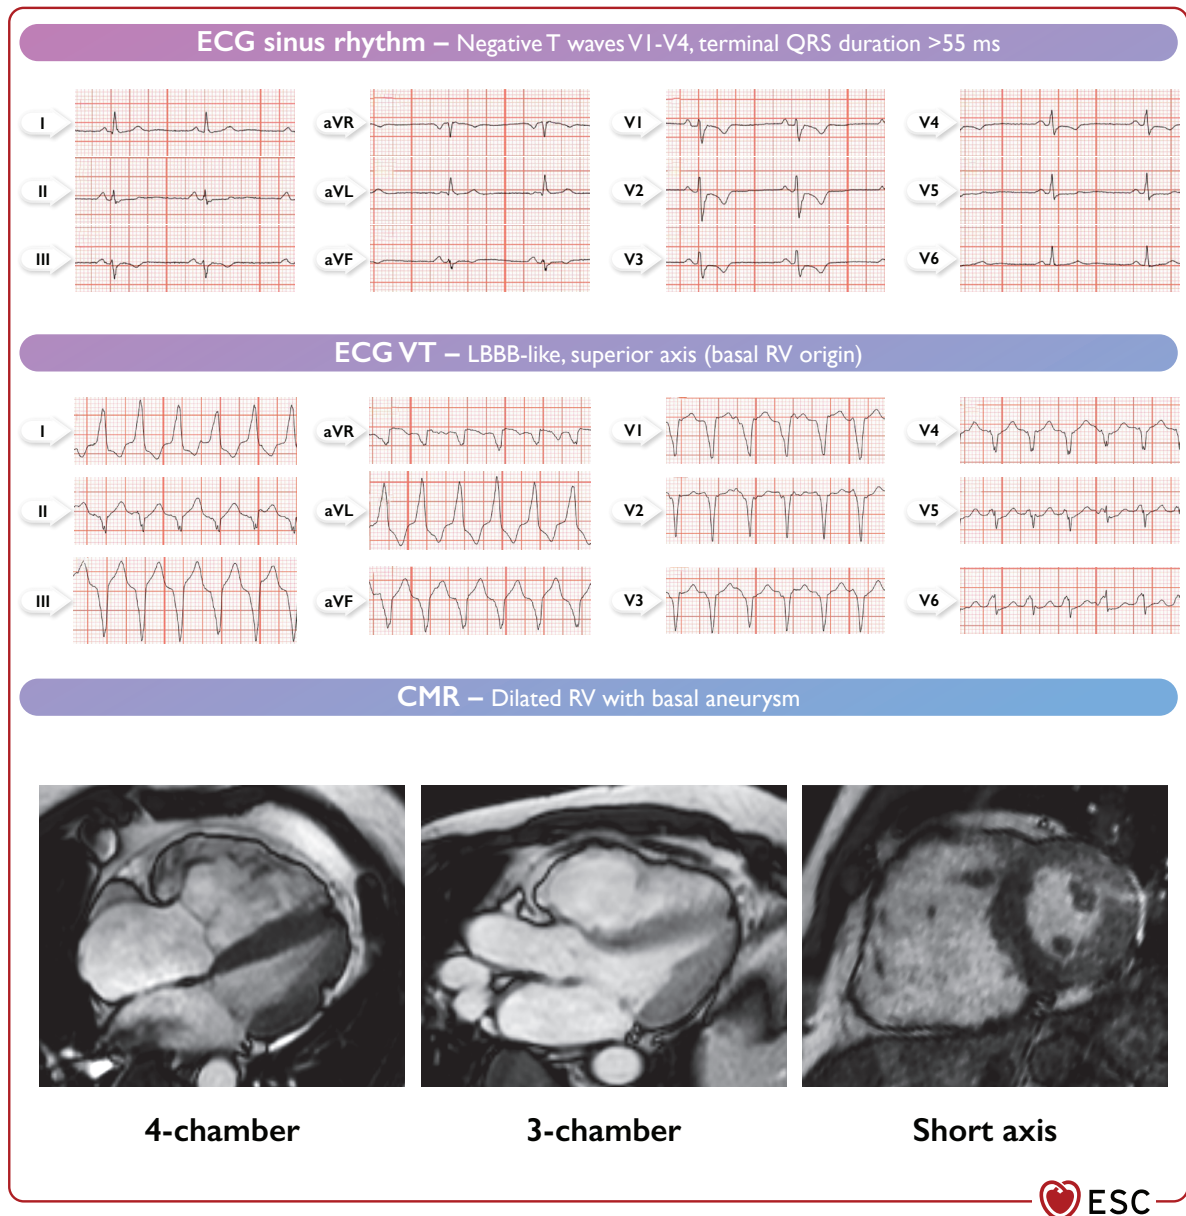 ECG sinus rhythm – Negative T waves V1-V4, terminal QRS duration >55 ms
I
aVR
V1
V4
II
aVL
V2
V5
III
aVF
V3
V6
ECG VT – LBBB-like, superior axis (basal RV origin)
I
aVR
V1
V4
II
aVL
V2
V5
III
aVF
V3
V6
CMR – Dilated RV with basal aneurysm
4-chamber
3-chamber
Short axis
ESC